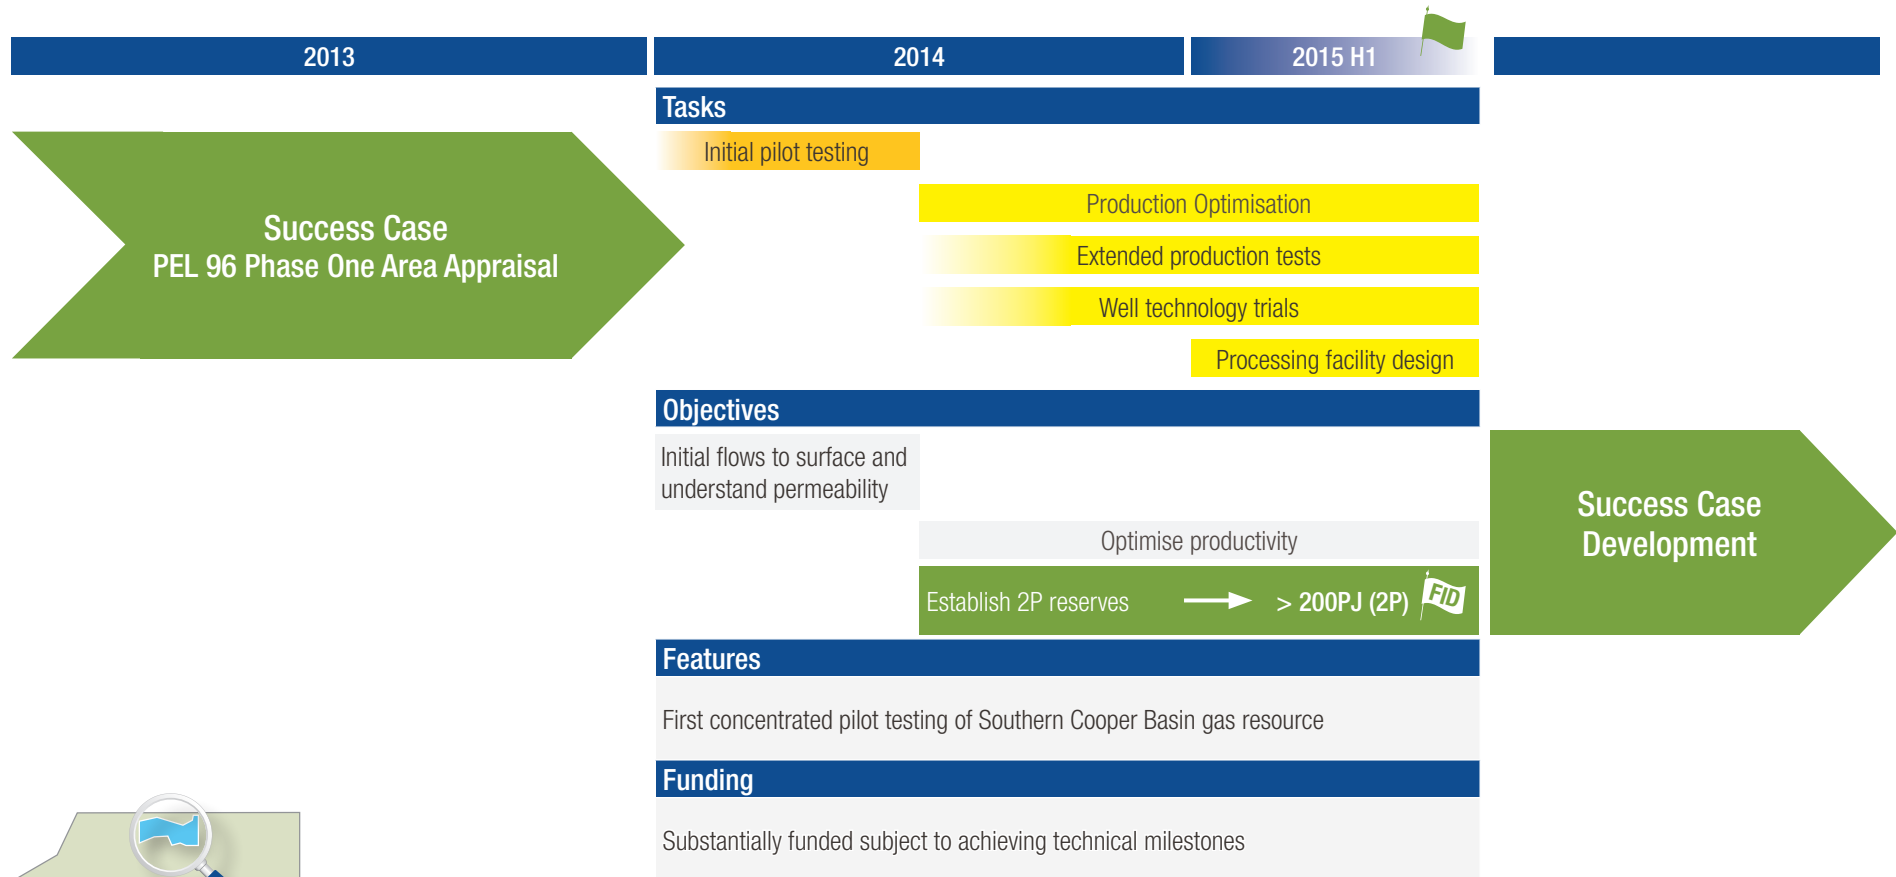 2013
2014
2015 H1
Tasks
Initial pilot testing
Production Optimisation
Extended production tests
Well technology trials
Processing facility design
Success Case
PEL 96 Phase One Area Appraisal
Objectives
Initial flows to surface and
understand permeability
Optimise productivity
Establish 2P reserves > 200PJ (2P) FID
Success Case
Development
Features
First concentrated pilot testing of Southern Cooper Basin gas resource
Funding
Substantially funded subject to achieving technical milestones